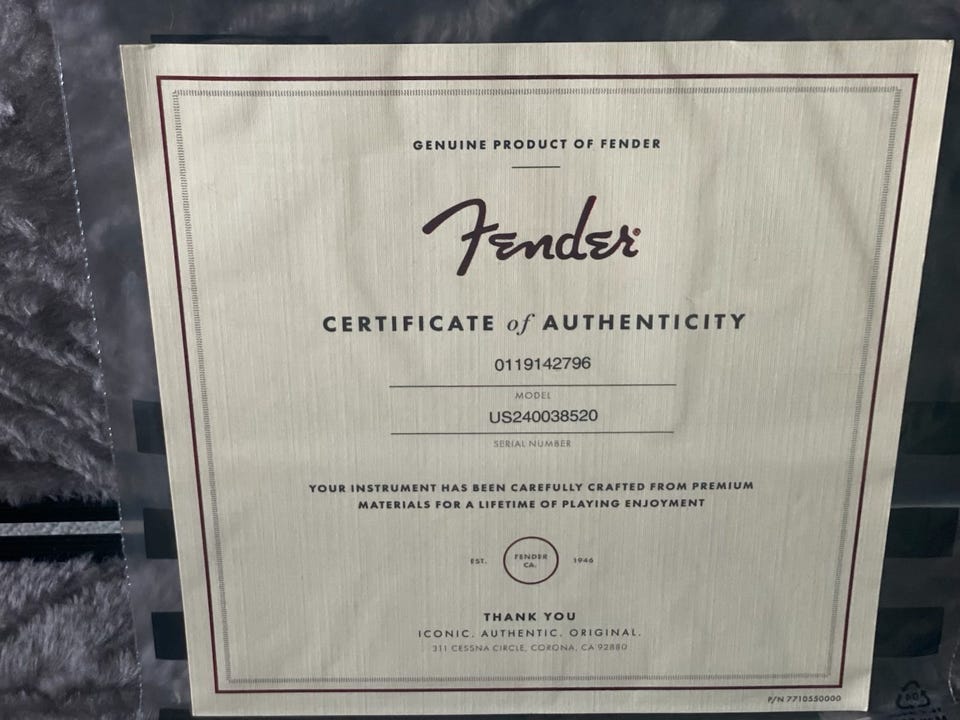 GENUINE PRODUCT OF FENDER
Fender®
CERTIFICATE of AUTHENTICITY
0119142796
MODEL
US240038520
SERIAL NUMBER
YOUR INSTRUMENT HAS BEEN CAREFULLY CRAFTED FROM PREMIUM
MATERIALS FOR A LIFETIME OF PLAYING ENJOYMENT
EST. FENDER CA. 1946
THANK YOU
ICONIC. AUTHENTIC. ORIGINAL.
311 CESSNA CIRCLE, CORONA, CA 92880
P/N 7710550000